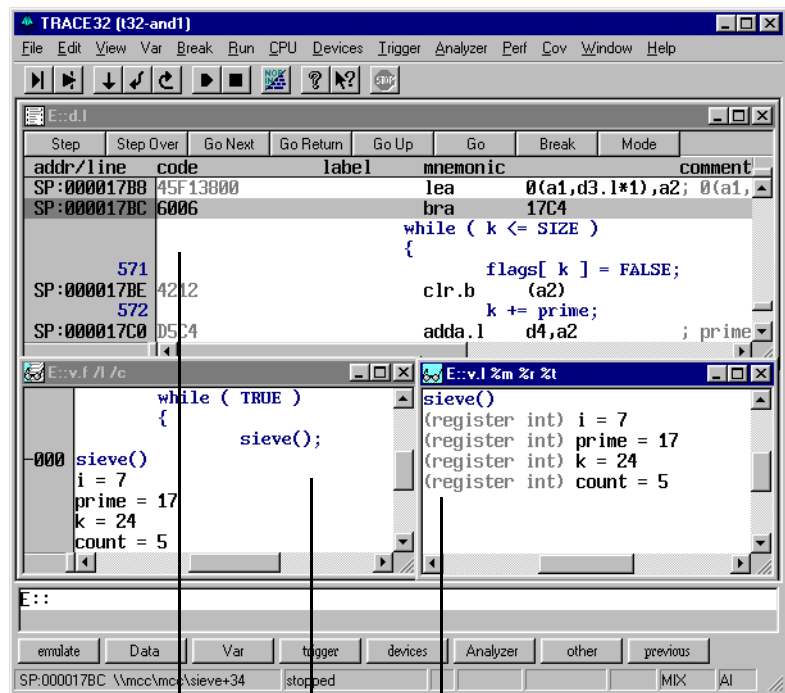 TRACE32 (t32-and1)
File Edit View Var Break Run CPU Devices Trigger Analyzer Perf Cov Window Help
NOP
STOP
E::d.l
Step Step Over Go Next Go Return Go Up Go Break Mode
addr/line code label mnemonic comment
SP:000017B8 45F13800 lea 0(a1,d3.l*1),a2; 0(a1,
SP:000017BC 6006 bra 17C4
while ( k <= SIZE )
{
571 flags[ k ] = FALSE;
SP:000017BE 4212 clr.b (a2)
572 k += prime;
SP:000017C0 D5C4 adda.l d4,a2 ; prime
E::v.f /l /c
while ( TRUE )
{
sieve();
-000 sieve()
i = 7
prime = 17
k = 24
count = 5
E::v.l %m %r %t
sieve()
(register int) i = 7
(register int) prime = 17
(register int) k = 24
(register int) count = 5
E::
emulate Data Var trigger devices Analyzer other previous
SP:000017BC \\mcc\mcc\sieve+34 stopped MIX AI